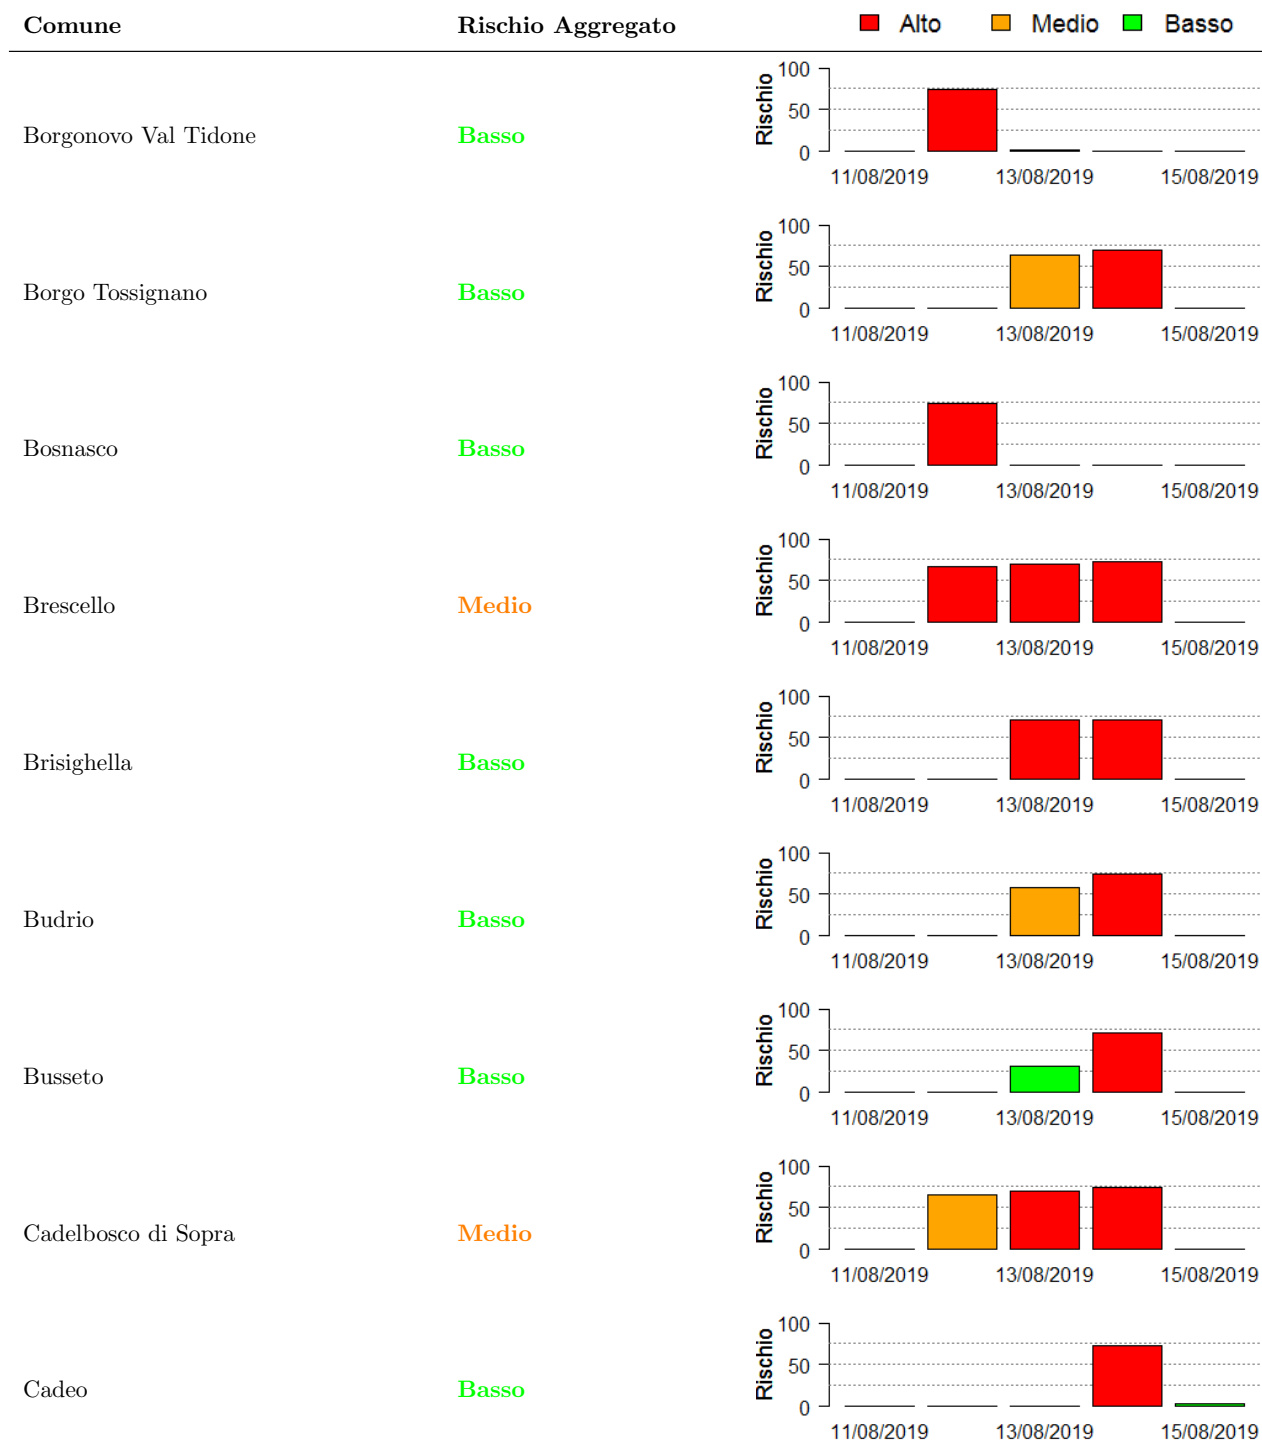 Comune Rischio Aggregato Alto Medio Basso
100
50
0
Rischio
Borgonovo Val Tidone Basso
11/08/2019 13/08/2019 15/08/2019
100
50
0
Rischio
Borgo Tossignano Basso
11/08/2019 13/08/2019 15/08/2019
100
50
0
Rischio
Bosnasco Basso
11/08/2019 13/08/2019 15/08/2019
100
50
0
Rischio
Brescello Medio
11/08/2019 13/08/2019 15/08/2019
100
50
0
Rischio
Brisighella Basso
11/08/2019 13/08/2019 15/08/2019
100
50
0
Rischio
Budrio Basso
11/08/2019 13/08/2019 15/08/2019
100
50
0
Rischio
Busseto Basso
11/08/2019 13/08/2019 15/08/2019
100
50
0
Rischio
Cadelbosco di Sopra Medio
11/08/2019 13/08/2019 15/08/2019
100
50
0
Rischio
Cadeo Basso
11/08/2019 13/08/2019 15/08/2019